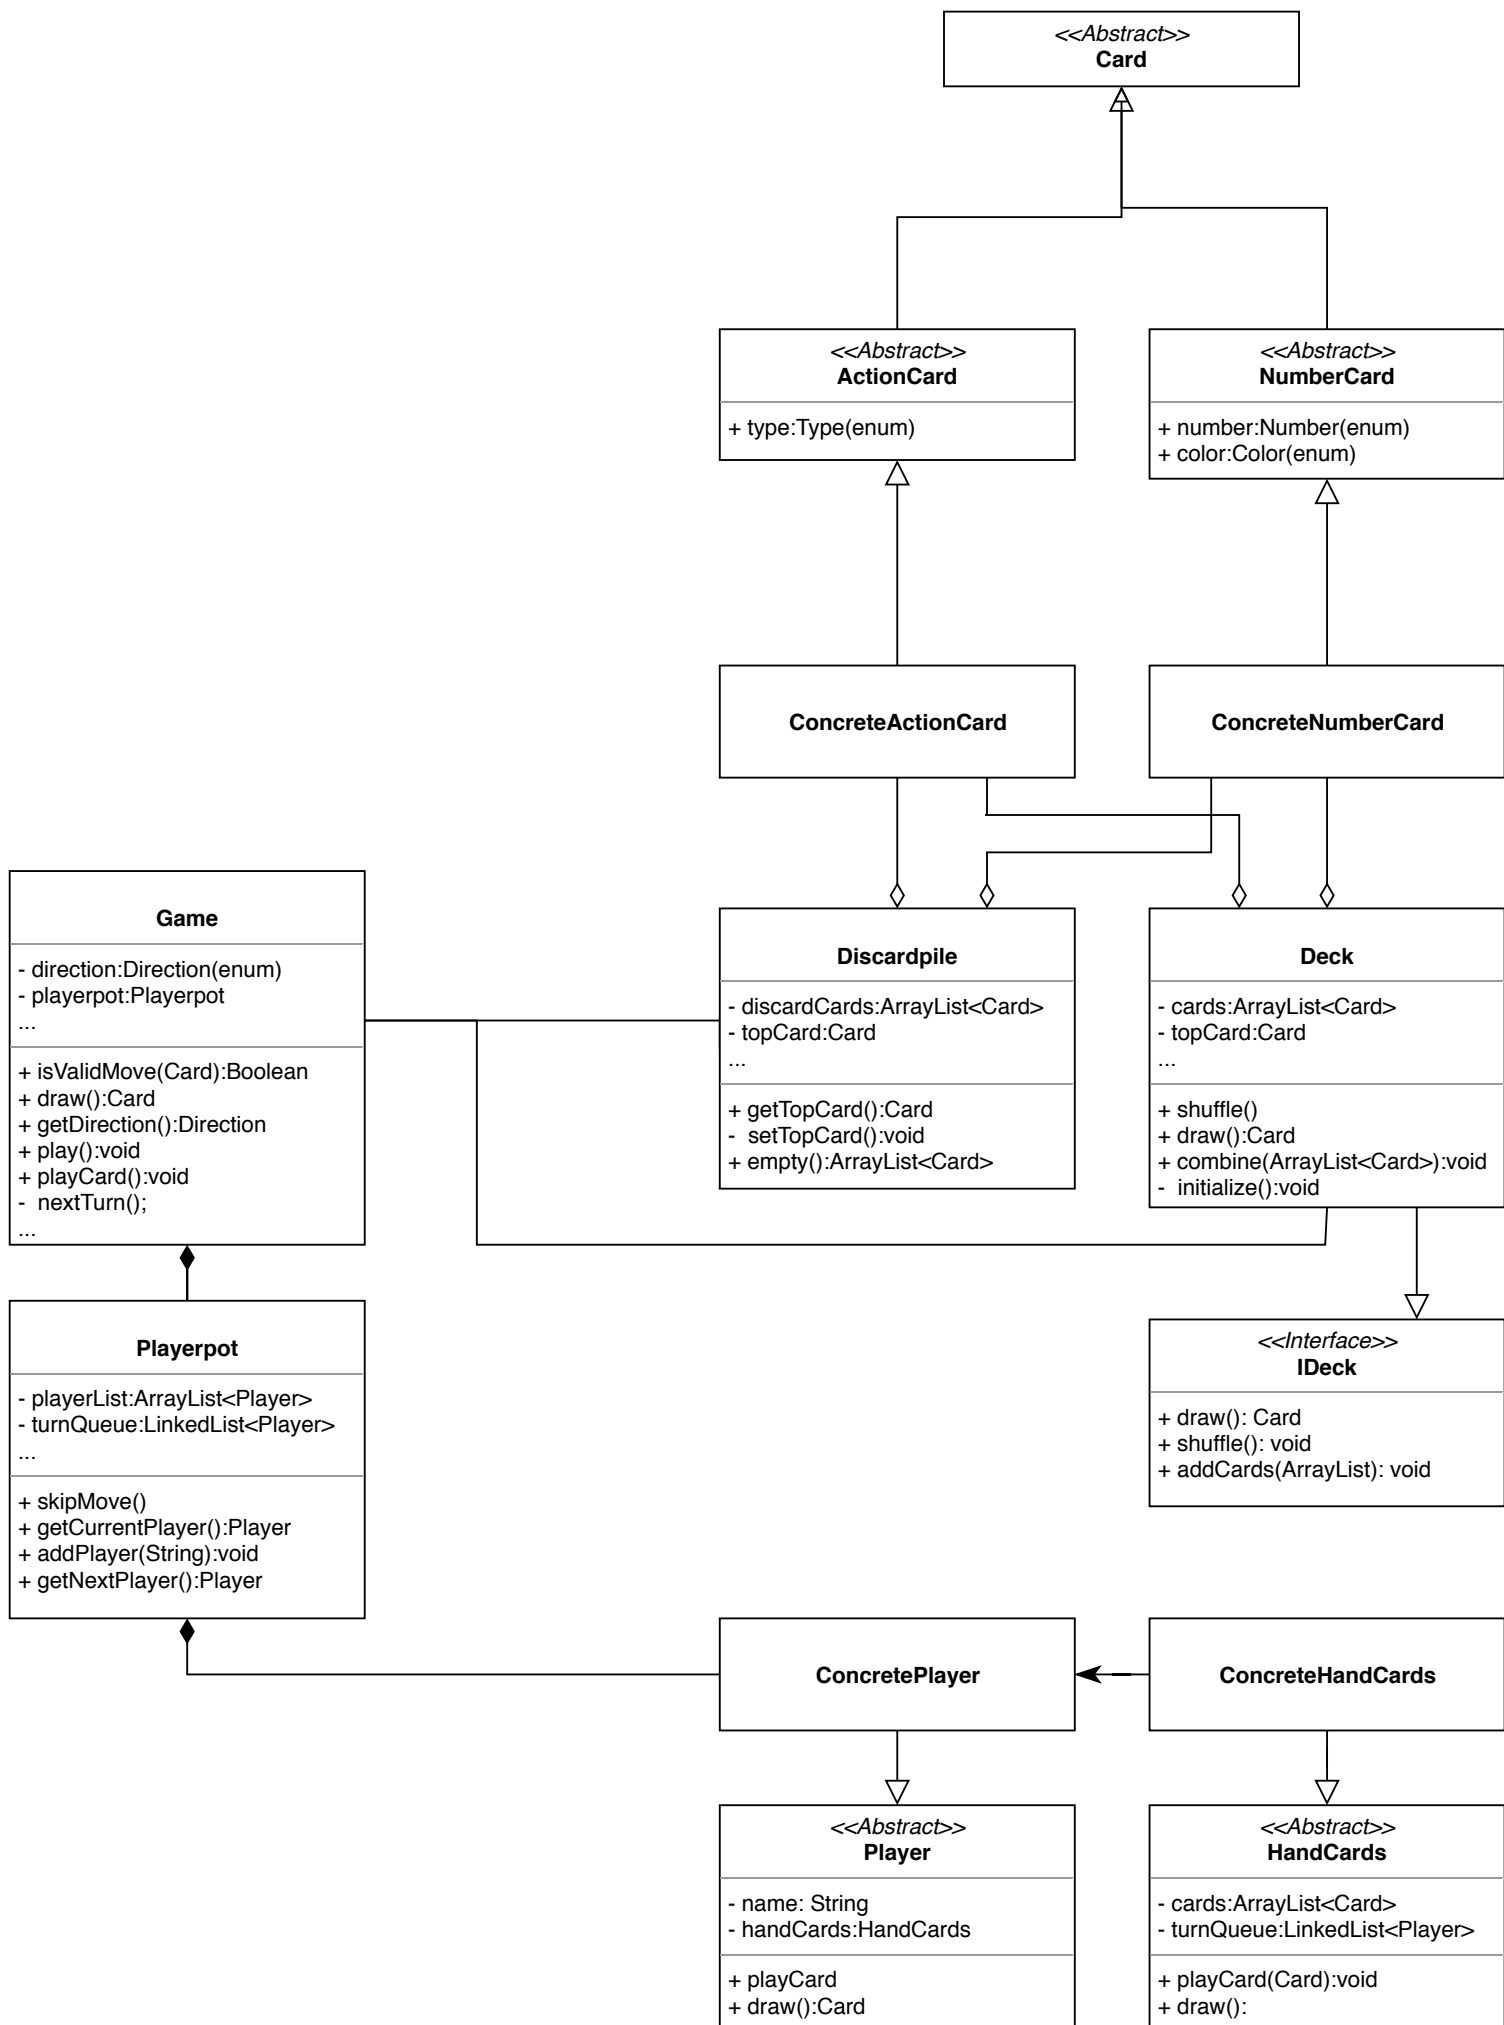 <<Abstract>>
Card
<<Abstract>>
ActionCard
+ type:Type(enum)
<<Abstract>>
NumberCard
+ number:Number(enum)
+ color:Color(enum)
ConcreteActionCard
ConcreteNumberCard
Game
- direction:Direction(enum)
- playerpot:Playerpot
...
+ isValidMove(Card):Boolean
+ draw():Card
+ getDirection():Direction
+ play():void
+ playCard():void
- nextTurn();
...
Discardpile
- discardCards:ArrayList<Card>
- topCard:Card
...
+ getTopCard():Card
- setTopCard():void
+ empty():ArrayList<Card>
Deck
- cards:ArrayList<Card>
- topCard:Card
...
+ shuffle()
+ draw():Card
+ combine(ArrayList<Card>):void
- initialize():void
Playerpot
- playerList:ArrayList<Player>
- turnQueue:LinkedList<Player>
...
+ skipMove()
+ getCurrentPlayer():Player
+ addPlayer(String):void
+ getNextPlayer():Player
<<Interface>>
IDeck
+ draw(): Card
+ shuffle(): void
+ addCards(ArrayList): void
ConcretePlayer
ConcreteHandCards
<<Abstract>>
Player
- name: String
- handCards:HandCards
+ playCard
+ draw():Card
<<Abstract>>
HandCards
- cards:ArrayList<Card>
- turnQueue:LinkedList<Player>
+ playCard(Card):void
+ draw():